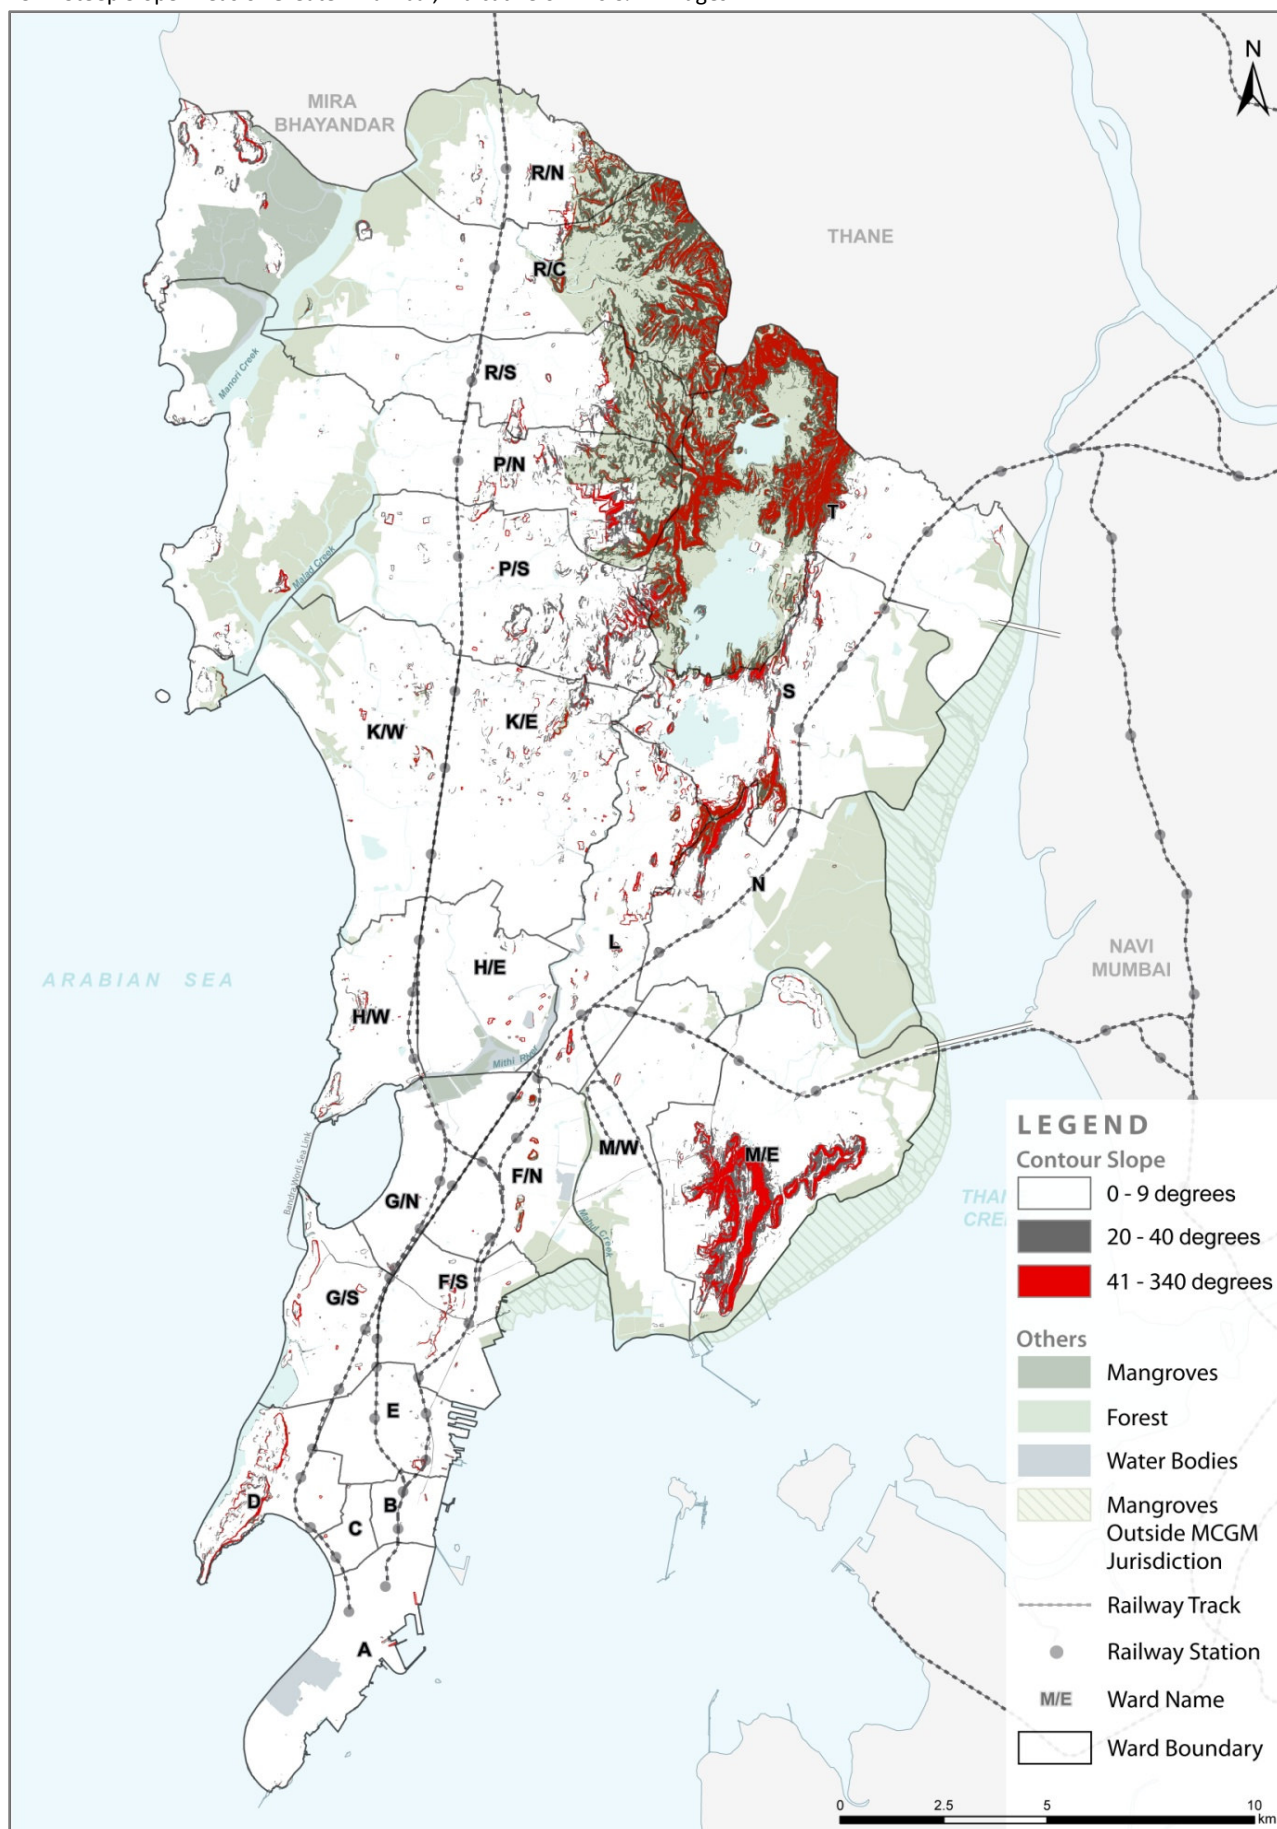 N
MIRA
BHAYANDAR
R/N
THANE
R/C
Manori Creek
R/S
P/N
T
Malad Creek
P/S
S
K/W
K/E
N
L
NAVI
MUMBAI
ARABIAN SEA
H/E
H/W
Mithi River
Bandra Worli Sea Link
M/W
M/E
F/N
G/N
Mahul Creek
F/S
G/S
E
D
B
C
A
LEGEND
Contour Slope
0 - 9 degrees
20 - 40 degrees
41 - 340 degrees
Others
Mangroves
Forest
Water Bodies
Mangroves
Outside MCGM
Jurisdiction
Railway Track
Railway Station
M/E Ward Name
Ward Boundary
0 2.5 5 10
km